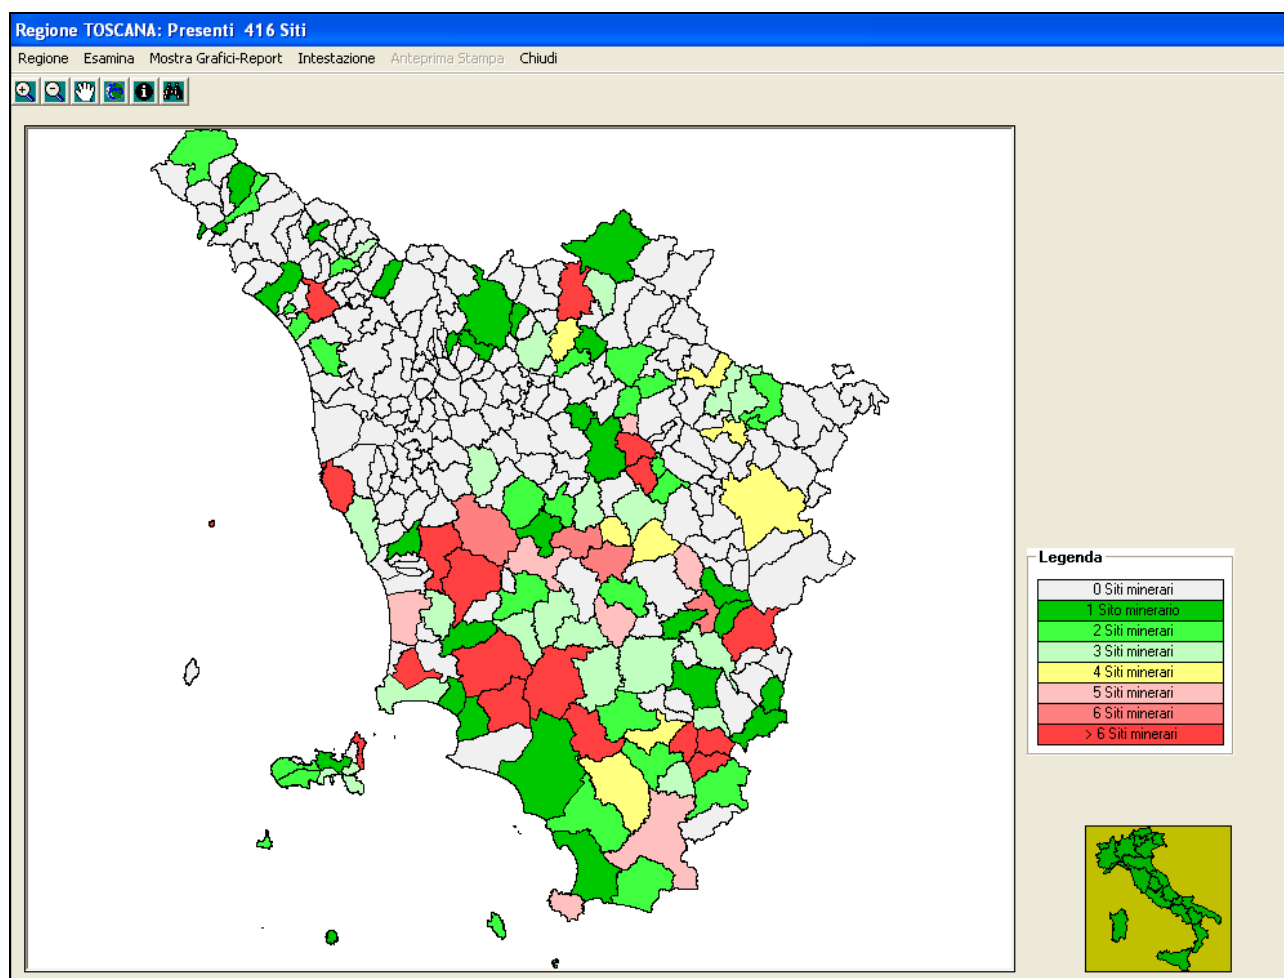 Regione TOSCANA: Presenti 416 Siti
Regione Esamina Mostra Grafici-Report Intestazione Anteprima Stampa Chiudi
Legenda
0 Siti minerari
1 Sito minerario
2 Siti minerari
3 Siti minerari
4 Siti minerari
5 Siti minerari
6 Siti minerari
> 6 Siti minerari